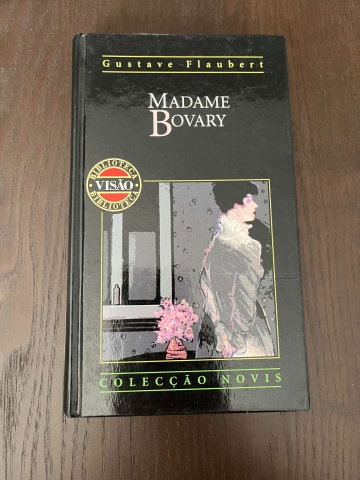 Gustave Flaubert
MADAME
BOVARY
BIBLIOTECA
VISÃO
BIBLIOTECA
COLECÇÃO NOVIS